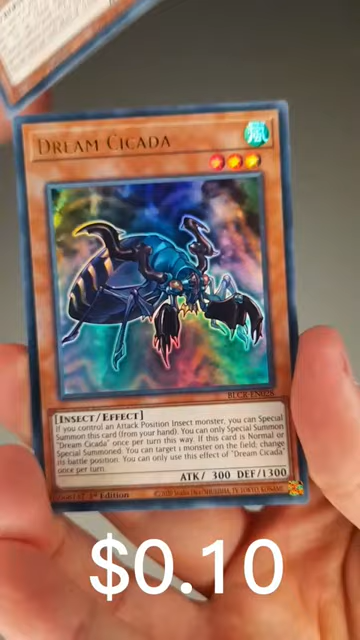 DREAM CICADA
風
BLCR-EN028
[INSECT/EFFECT]
If you control an Attack Position Insect monster, you can Special
Summon this card (from your hand). You can only Special Summon
"Dream Cicada" once per turn this way. If this card is Normal or
Special Summoned: You can target 1 monster on the field; change
its battle position. You can only use this effect of "Dream Cicada"
once per turn.
ATK/ 300 DEF/1300
1st Edition
$0.10